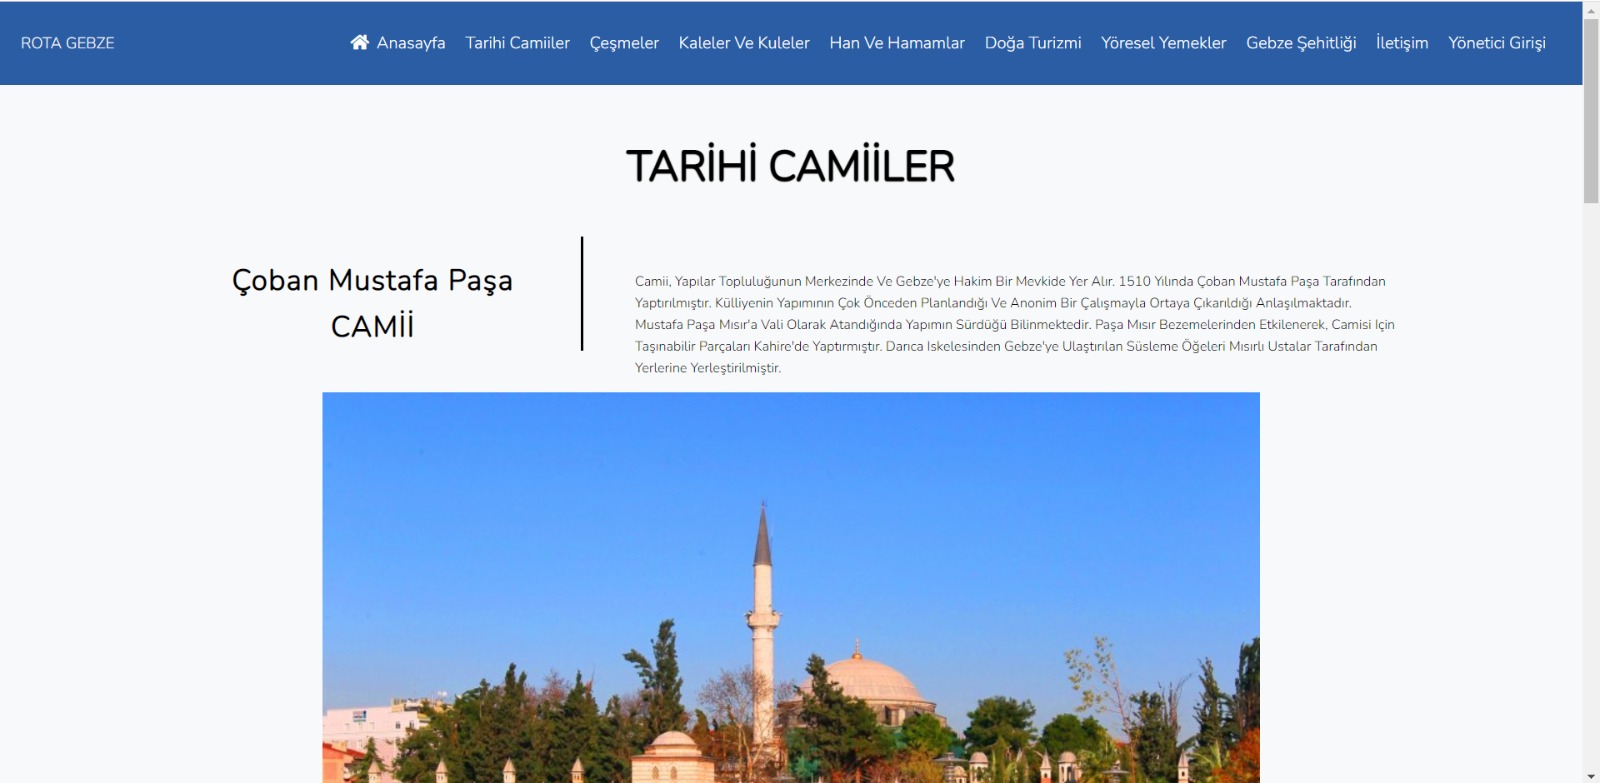 ROTA GEBZE
Anasayfa Tarihi Camiiler Çeşmeler Kaleler Ve Kuleler Han Ve Hamamlar Doğa Turizmi Yöresel Yemekler Gebze Şehitliği İletişim Yönetici Girişi
TARİHİ CAMİİLER
Çoban Mustafa Paşa
CAMİİ
Camii, Yapılar Topluluğunun Merkezinde Ve Gebze'ye Hakim Bir Mevkide Yer Alır. 1510 Yılında Çoban Mustafa Paşa Tarafından
Yaptırılmıştır. Külliyenin Yapımının Çok Önceden Planlandığı Ve Anonim Bir Çalışmayla Ortaya Çıkarıldığı Anlaşılmaktadır.
Mustafa Paşa Mısır'a Vali Olarak Atandığında Yapımın Sürdüğü Bilinmektedir. Paşa Mısır Bezemelerinden Etkilenerek, Camisi Için
Taşınabilir Parçaları Kahire'de Yaptırmıştır. Darıca Iskelesinden Gebze'ye Ulaştırılan Süsleme Öğeleri Mısırlı Ustalar Tarafından
Yerlerine Yerleştirilmiştir.